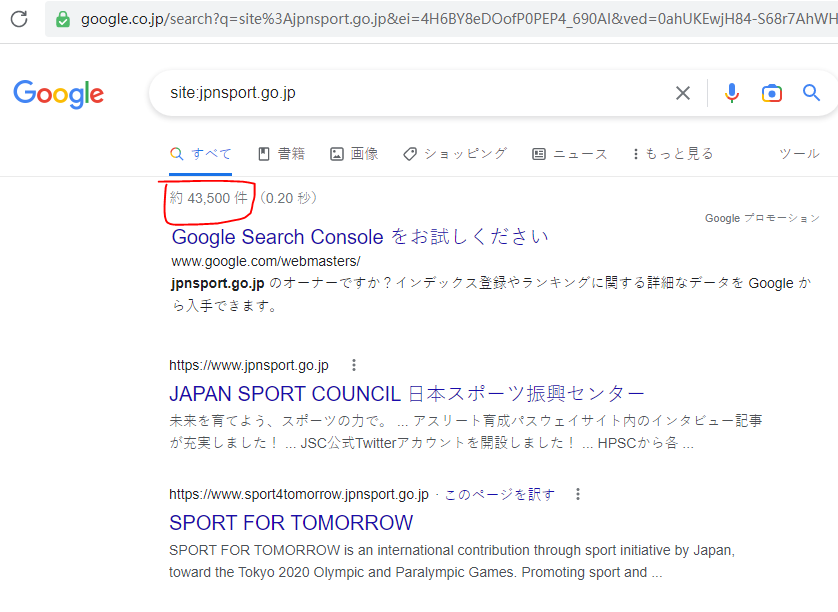 google.co.jp/search?q=site%3Ajpnsport.go.jp&ei=4H6BY8eDOofP0PEP4_690AI&ved=0ahUKEwjH84-S68r7AhWH
Google
site:jpnsport.go.jp
すべて 書籍 画像 ショッピング ニュース もっと見る ツール
約 43,500 件 (0.20 秒)
Google プロモーション
Google Search Console をお試しください
www.google.com/webmasters/
jpnsport.go.jp のオーナーですか？インデックス登録やランキングに関する詳細なデータを Google か
ら入手できます。
https://www.jpnsport.go.jp
JAPAN SPORT COUNCIL 日本スポーツ振興センター
未来を育てよう、スポーツの力で。 ... アスリート育成パスウェイサイト内のインタビュー記事
が充実しました！ ... JSC公式Twitterアカウントを開設しました！ ... HPSCから各 ...
https://www.sport4tomorrow.jpnsport.go.jp · このページを訳す
SPORT FOR TOMORROW
SPORT FOR TOMORROW is an international contribution through sport initiative by Japan,
toward the Tokyo 2020 Olympic and Paralympic Games. Promoting sport and ...